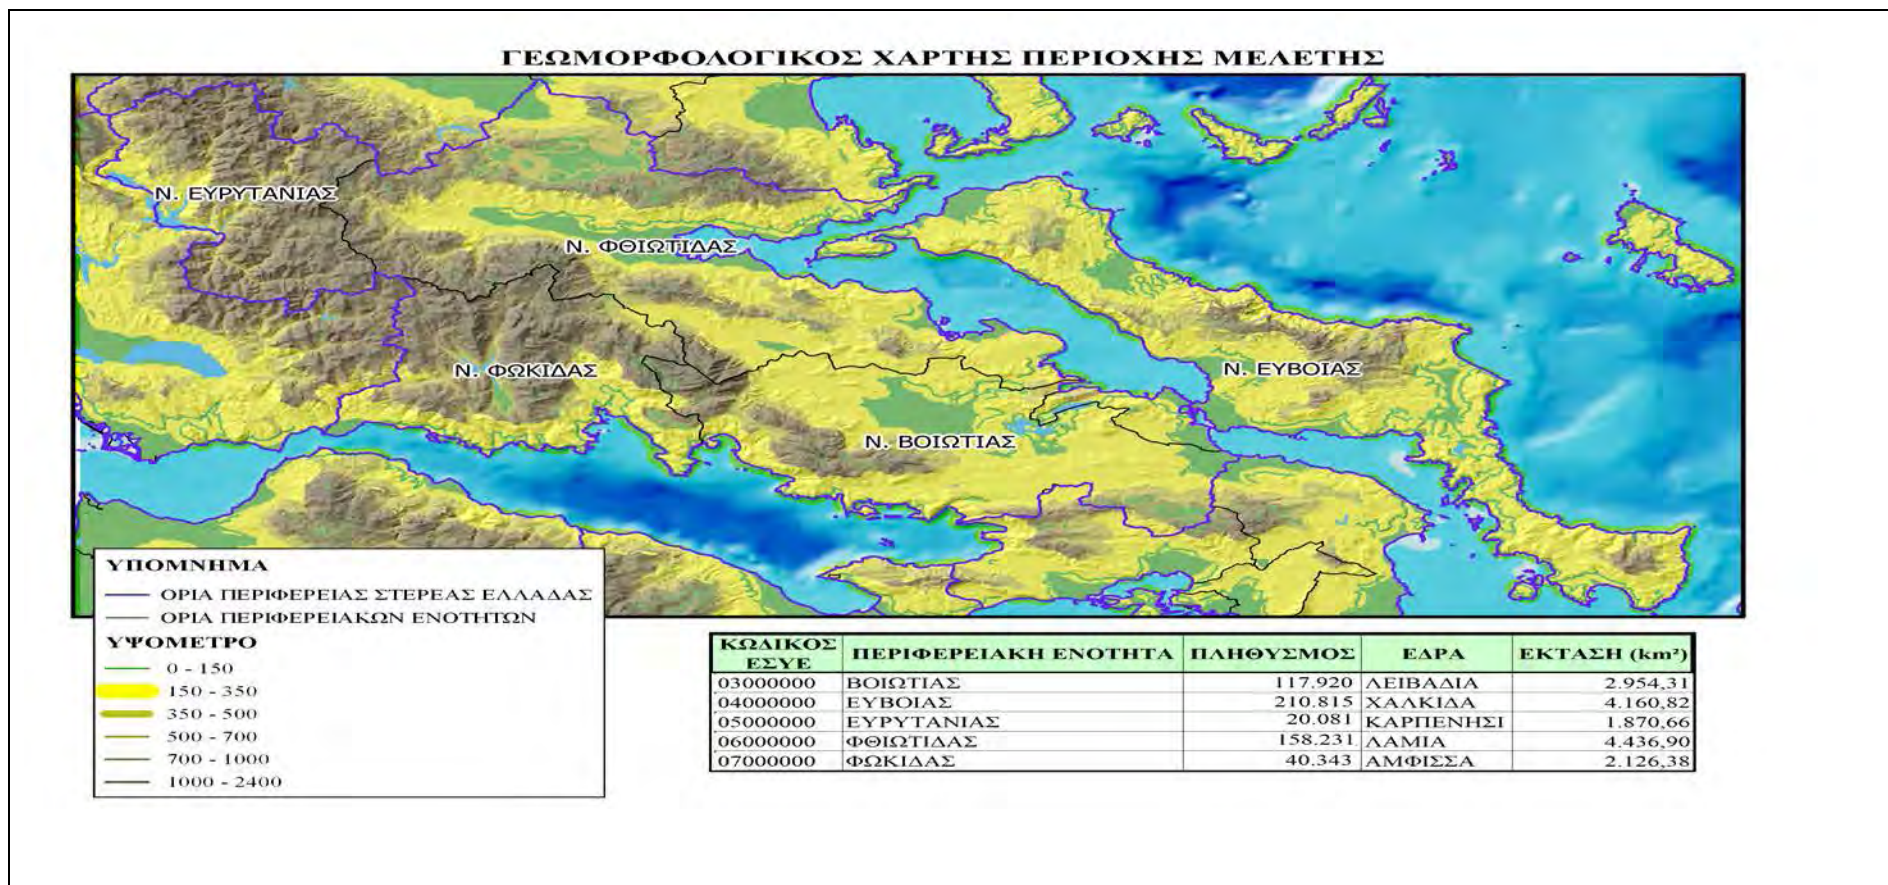 ΓΕΩΜΟΡΦΟΛΟΓΙΚΟΣ ΧΑΡΤΗΣ ΠΕΡΙΟΧΗΣ ΜΕΛΕΤΗΣ
Ν. ΕΥΡΥΤΑΝΙΑΣ
Ν. ΦΘΙΩΤΙΔΑΣ
Ν. ΦΩΚΙΔΑΣ
Ν. ΕΥΒΟΙΑΣ
Ν. ΒΟΙΩΤΙΑΣ
ΥΠΟΜΝΗΜΑ
ΟΡΙΑ ΠΕΡΙΦΕΡΕΙΑΣ ΣΤΕΡΕΑΣ ΕΛΛΑΔΑΣ
ΟΡΙΑ ΠΕΡΙΦΕΡΕΙΑΚΩΝ ΕΝΟΤΗΤΩΝ
ΥΨΟΜΕΤΡΟ
0 - 150
150 - 350
350 - 500
500 - 700
700 - 1000
1000 - 2400
ΚΩΔΙΚΟΣ ΕΣΥΕ ΠΕΡΙΦΕΡΕΙΑΚΗ ΕΝΟΤΗΤΑ ΠΛΗΘΥΣΜΟΣ ΕΔΡΑ ΕΚΤΑΣΗ (km²)
03000000 ΒΟΙΩΤΙΑΣ 117.920 ΛΕΙΒΑΔΙΑ 2.954,31
04000000 ΕΥΒΟΙΑΣ 210.815 ΧΑΛΚΙΔΑ 4.160,82
05000000 ΕΥΡΥΤΑΝΙΑΣ 20.081 ΚΑΡΠΕΝΗΣΙ 1.870,66
06000000 ΦΘΙΩΤΙΔΑΣ 158.231 ΛΑΜΙΑ 4.436,90
07000000 ΦΩΚΙΔΑΣ 40.343 ΑΜΦΙΣΣΑ 2.126,38